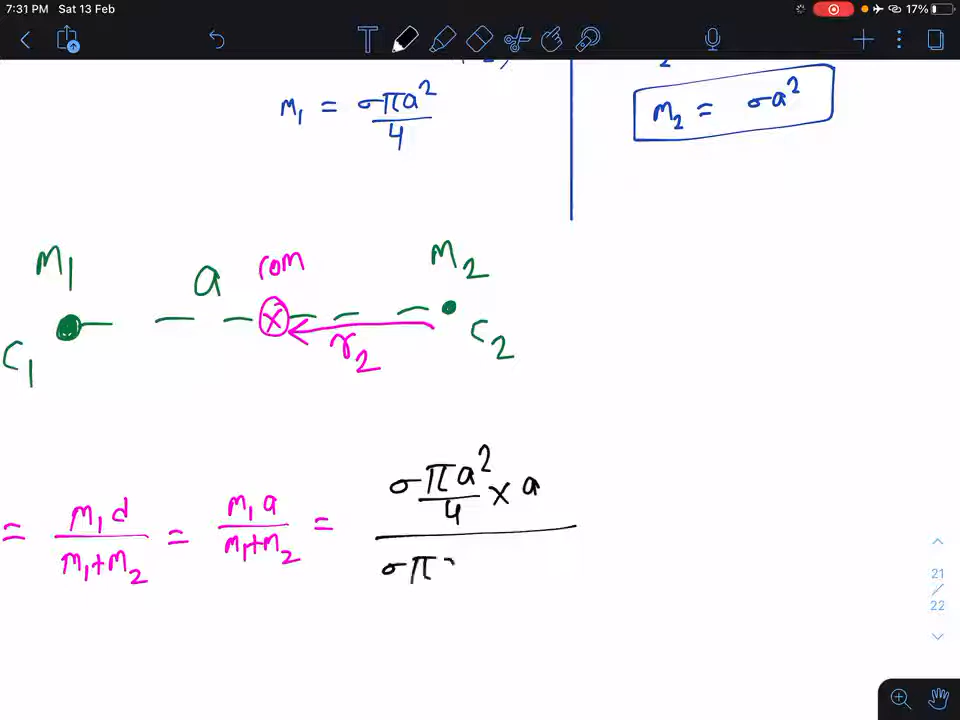 7:31 PM Sat 13 Feb 17%
T
m₁ = σπa²/4
m₂ = σa²
M₁ a com M₂
C₁ r₂ C₂
= m₁d/(m₁+m₂) = m₁a/(m₁+m₂) = σπa²/4 × a
σπ
21
/
22